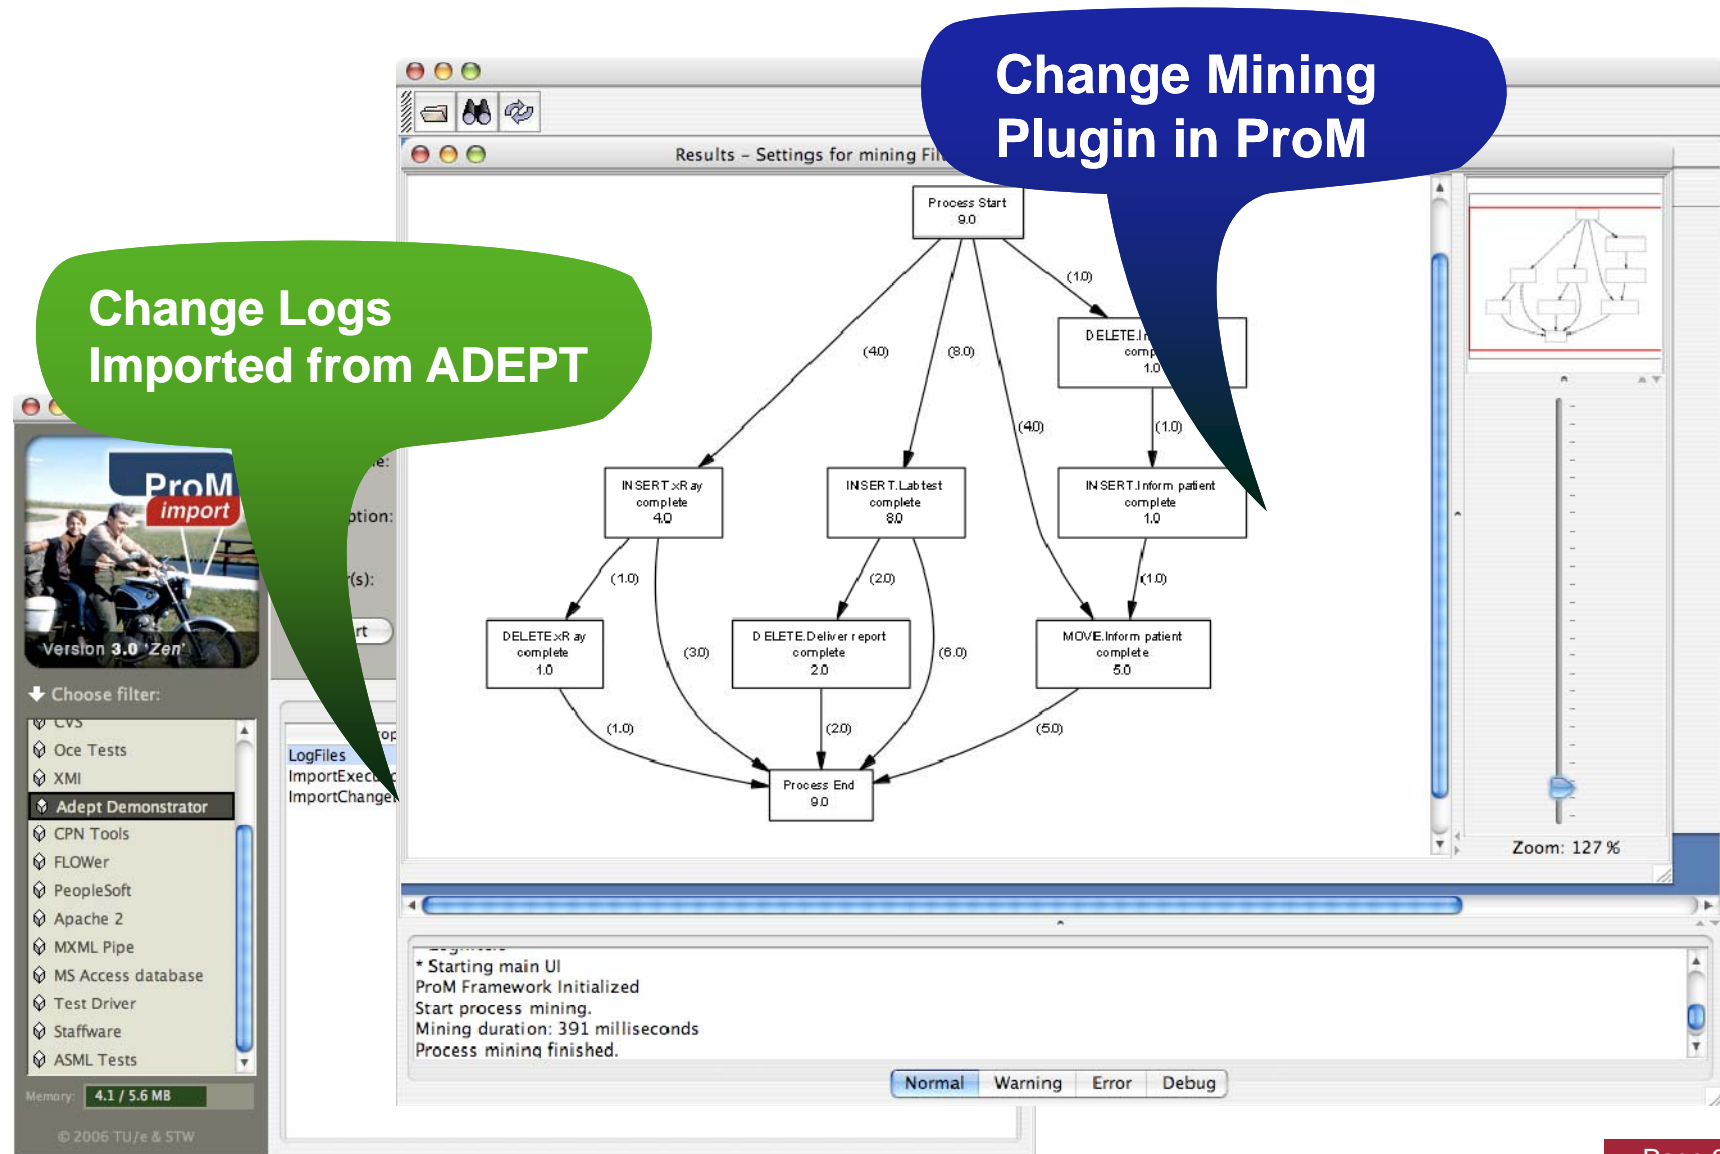 Change Mining
Plugin in ProM
Change Logs
Imported from ADEPT
Results – Settings for mining
Process Start
9.0
(1.0)
(4.0)
(8.0)
(4.0)
complete
1.0
(1.0)
INSERT.xRay
complete
4.0
INSERT.Lab test
complete
8.0
INSERT.Inform patient
complete
1.0
(1.0)
(2.0)
(1.0)
DELETE.xRay
complete
1.0
DELETE.Deliver report
complete
2.0
MOVE.Inform patient
complete
5.0
(3.0)
(6.0)
(1.0)
(2.0)
(5.0)
Process End
9.0
Zoom: 127 %
ProM
import
Version 3.0 'Zen'
Choose filter:
CVS
Oce Tests
XMI
Adept Demonstrator
CPN Tools
FLOWer
PeopleSoft
Apache 2
MXML Pipe
MS Access database
Test Driver
Staffware
ASML Tests
Memory: 4.1 / 5.6 MB
© 2006 TU/e & STW
LogFiles
* Starting main UI
ProM Framework Initialized
Start process mining.
Mining duration: 391 milliseconds
Process mining finished.
Normal Warning Error Debug